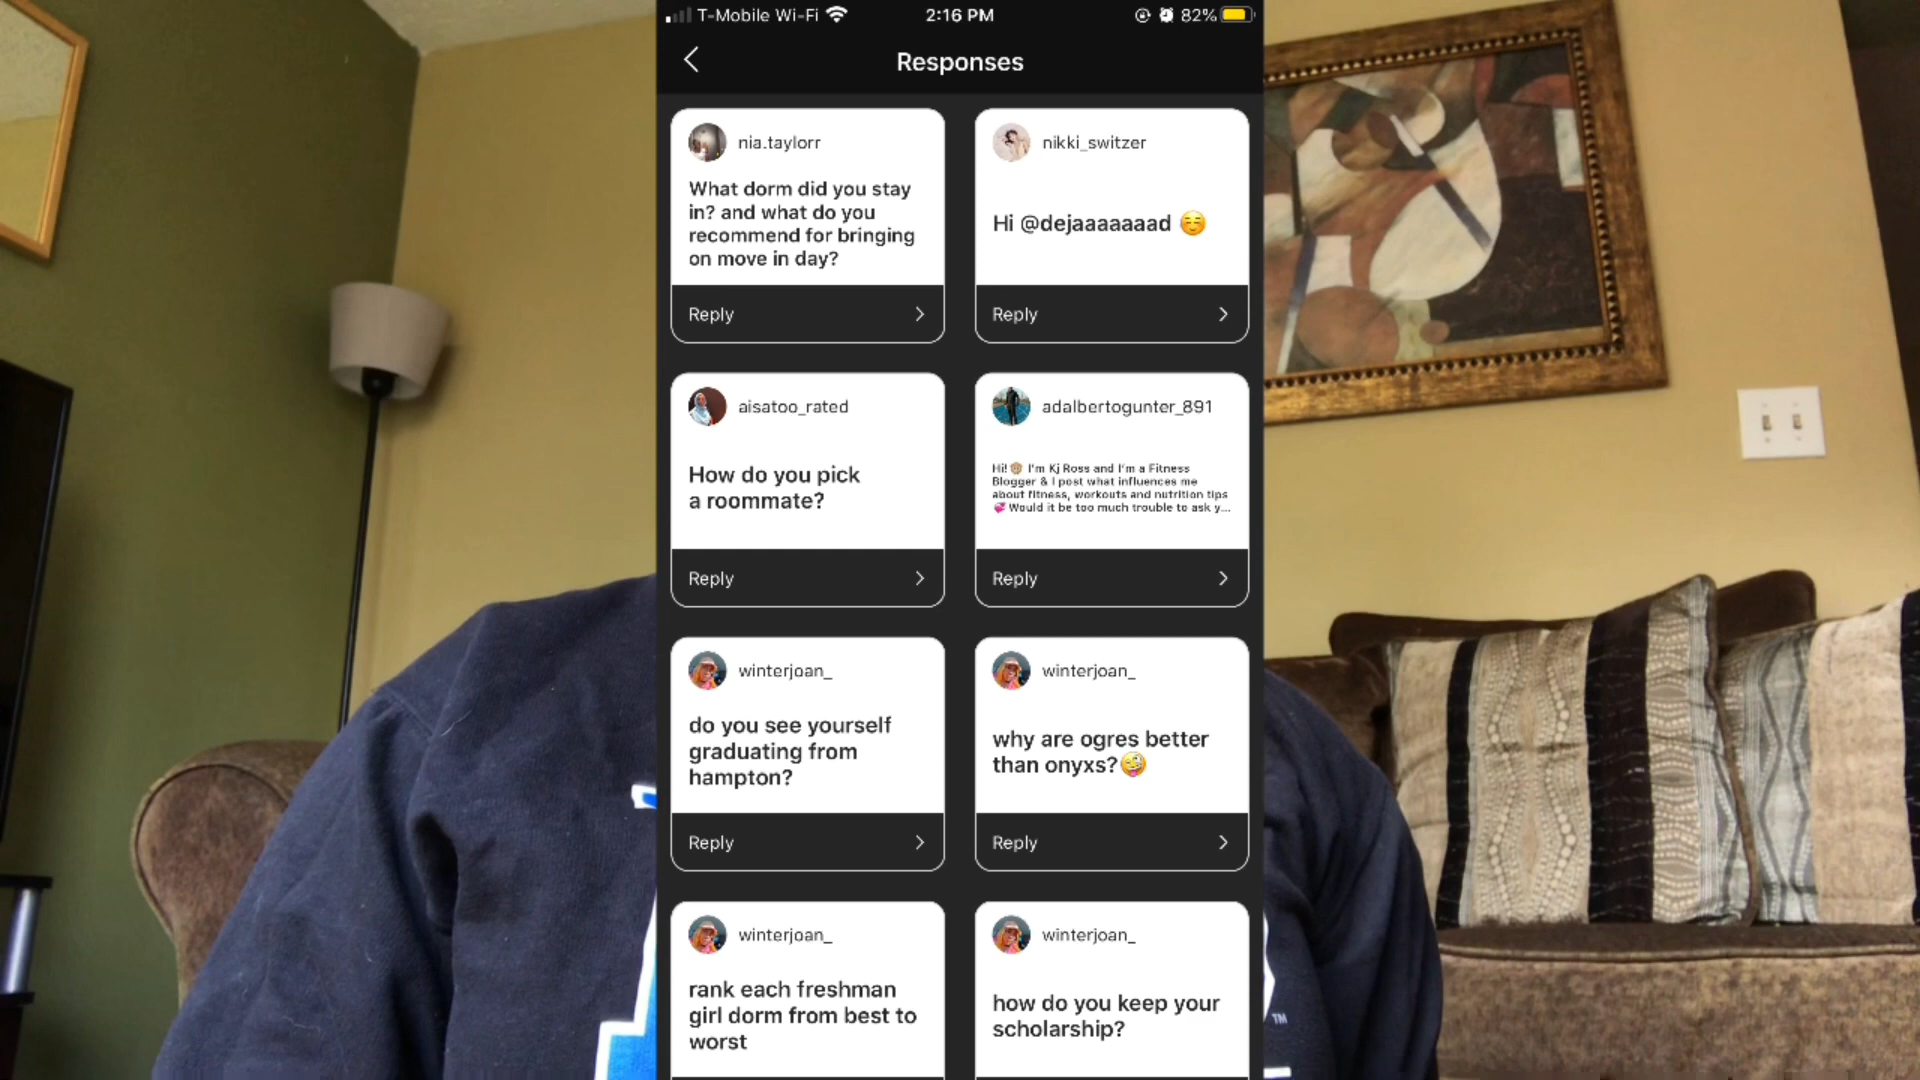 T-Mobile Wi-Fi 2:16 PM 82%
Responses
nia.taylorr
What dorm did you stay
in? and what do you
recommend for bringing
on move in day?
Reply
nikki_switzer
Hi @dejaaaaaaad ☺️
Reply
aisatoo_rated
How do you pick
a roommate?
Reply
adalbertogunter_891
Hi! I'm Kj Ross and I'm a Fitness
Blogger & I post what influences me
about fitness, workouts and nutrition tips
💞 Would it be too much trouble to ask y...
Reply
winterjoan_
do you see yourself
graduating from
hampton?
Reply
winterjoan_
why are ogres better
than onyxs?🤪
Reply
winterjoan_
rank each freshman
girl dorm from best to
worst
winterjoan_
how do you keep your
scholarship?
TM